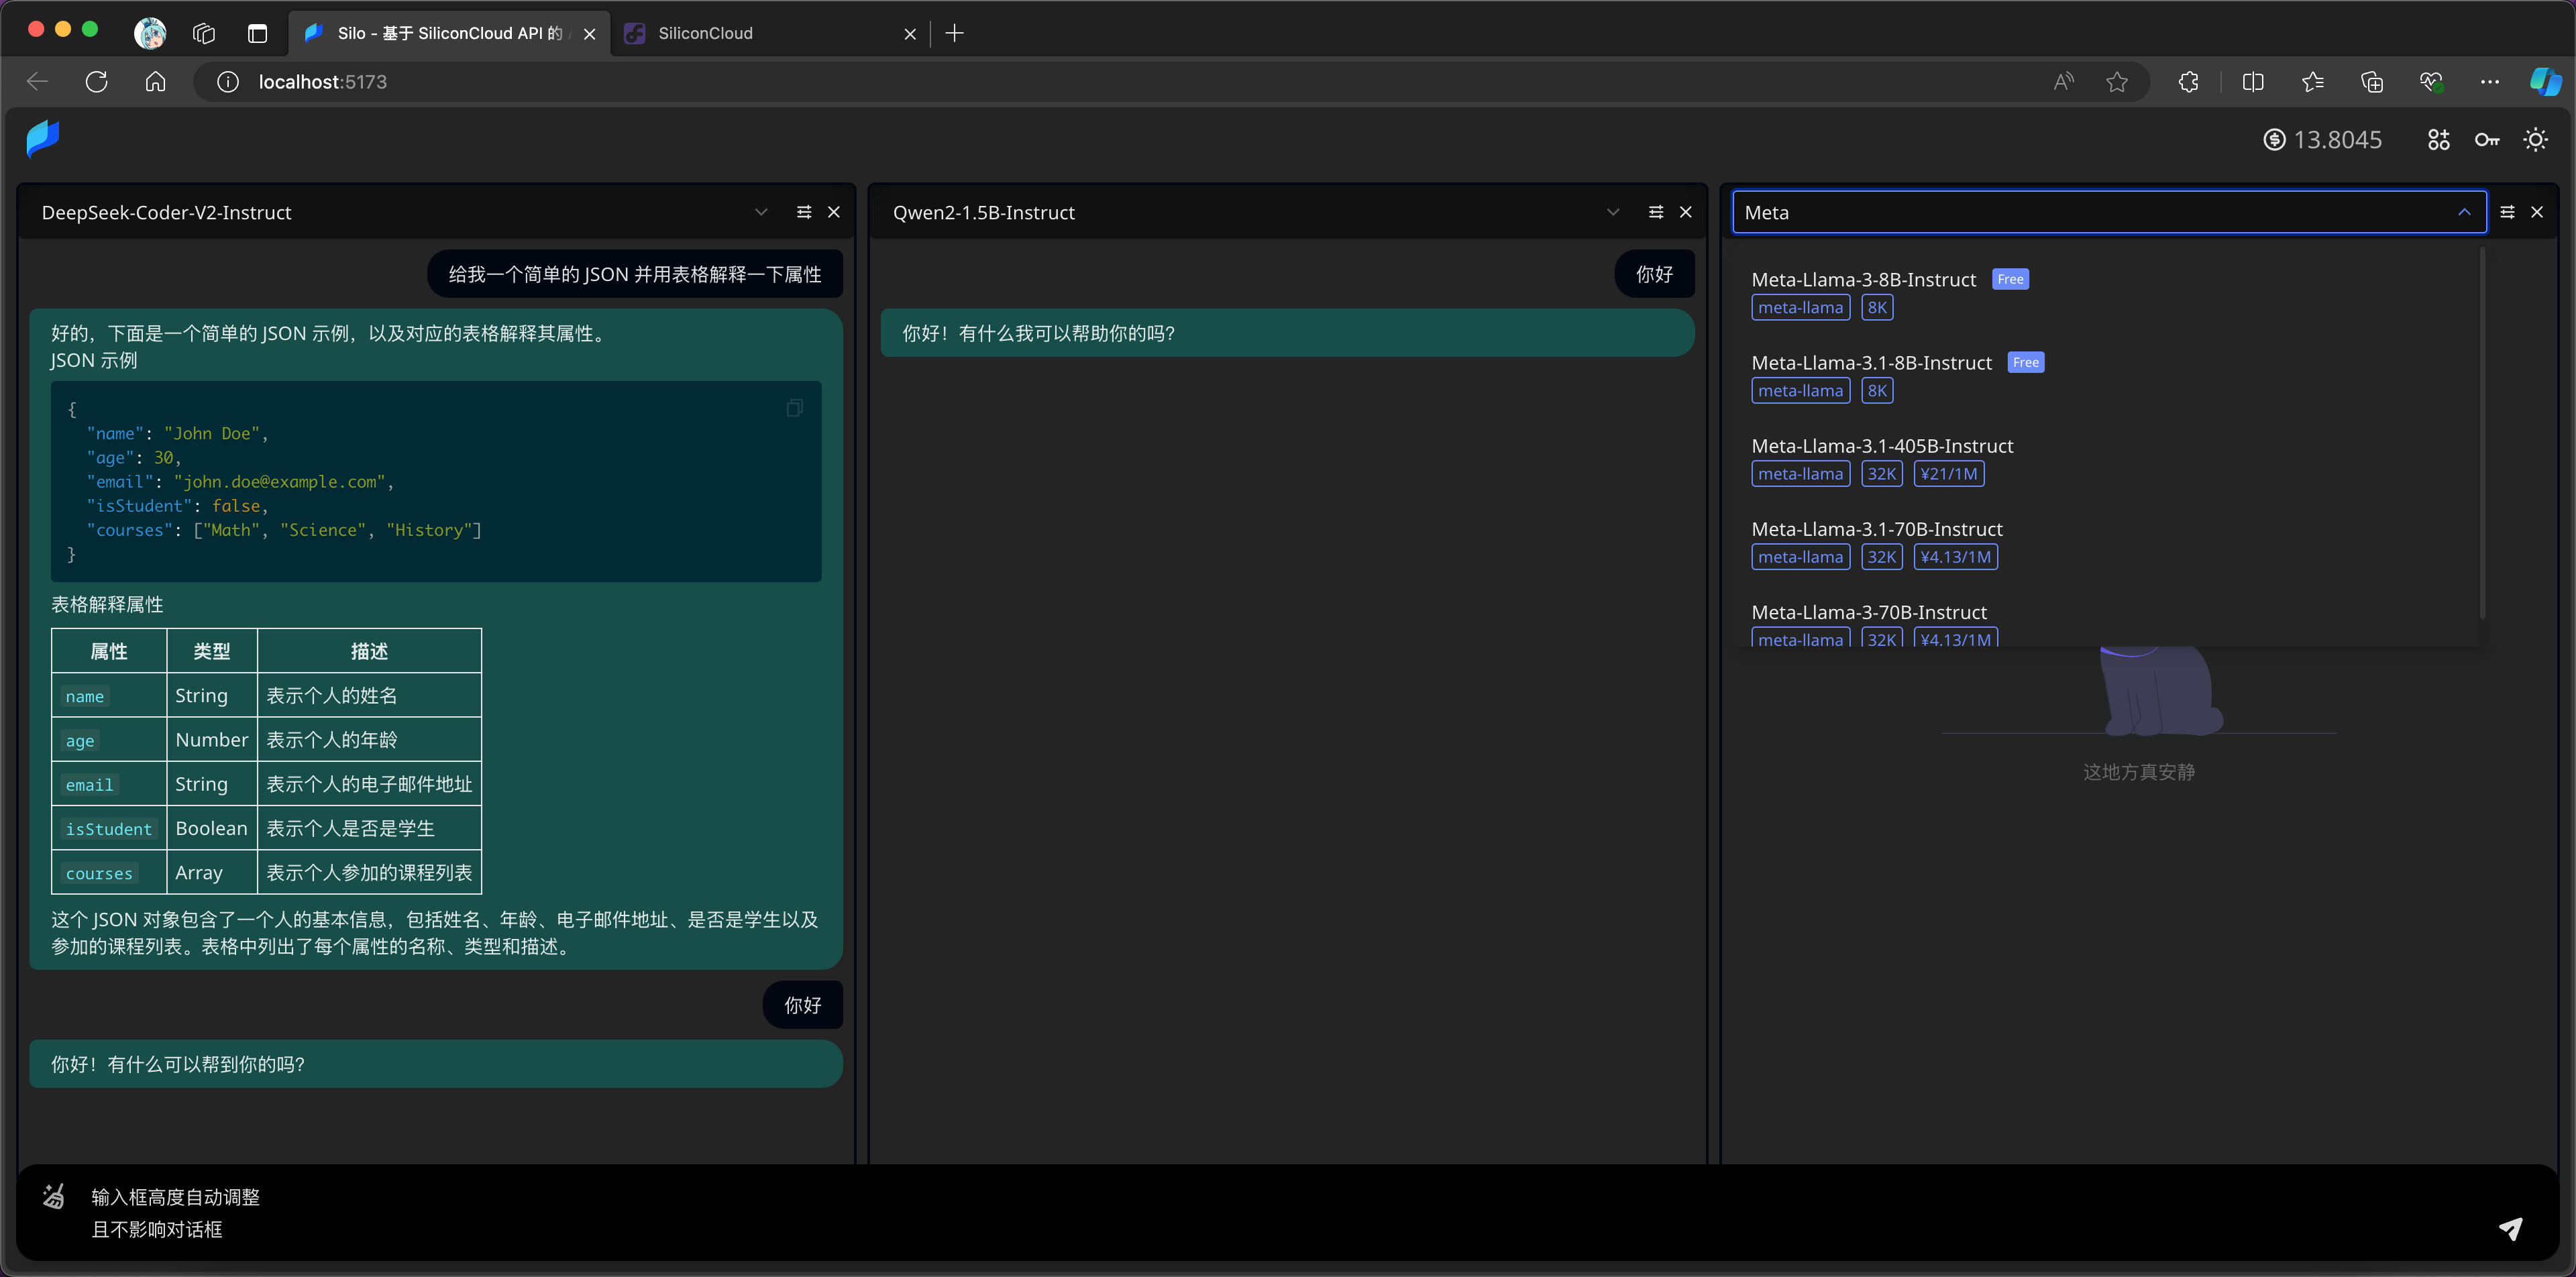 Silo - 基于 SiliconCloud API 的
SiliconCloud
localhost:5173
13.8045
DeepSeek-Coder-V2-Instruct
给我一个简单的 JSON 并用表格解释一下属性
好的，下面是一个简单的 JSON 示例，以及对应的表格解释其属性。
JSON 示例
{
"name": "John Doe",
"age": 30,
"email": "john.doe@example.com",
"isStudent": false,
"courses": ["Math", "Science", "History"]
}
表格解释属性
属性 类型 描述
name String 表示个人的姓名
age Number 表示个人的年龄
email String 表示个人的电子邮件地址
isStudent Boolean 表示个人是否是学生
courses Array 表示个人参加的课程列表
这个 JSON 对象包含了一个人的基本信息，包括姓名、年龄、电子邮件地址、是否是学生以及
参加的课程列表。表格中列出了每个属性的名称、类型和描述。
你好
你好！有什么可以帮到你的吗？
Qwen2-1.5B-Instruct
你好
你好！有什么我可以帮助你的吗？
Meta
Meta-Llama-3-8B-Instruct Free
meta-llama 8K
Meta-Llama-3.1-8B-Instruct Free
meta-llama 8K
Meta-Llama-3.1-405B-Instruct
meta-llama 32K ¥21/1M
Meta-Llama-3.1-70B-Instruct
meta-llama 32K ¥4.13/1M
Meta-Llama-3-70B-Instruct
meta-llama 32K ¥4.13/1M
这地方真安静
输入框高度自动调整
且不影响对话框